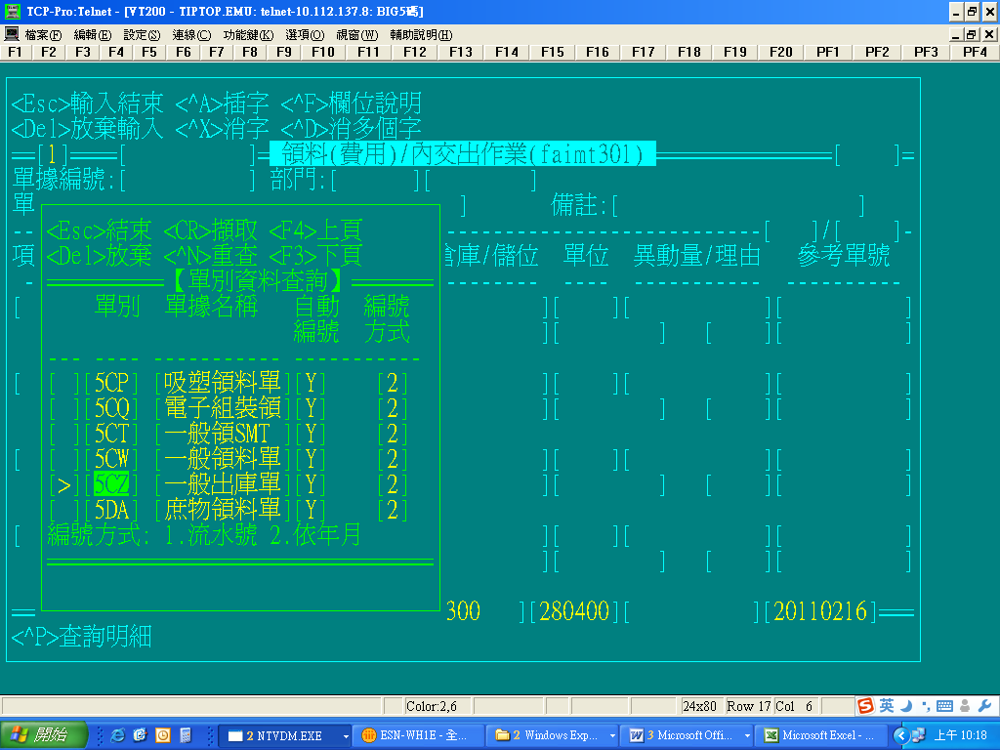 TCP-Pro:Telnet - [VT200 - TIPTOP.EMU: telnet-10.112.137.8: BIG5碼]
檔案(F) 編輯(E) 設定(S) 連線(C) 功能鍵(K) 選項(O) 視窗(W) 輔助說明(H)
F1 F2 F3 F4 F5 F6 F7 F8 F9 F10 F11 F12 F13 F14 F15 F16 F17 F18 F19 F20 PF1 PF2 PF3 PF4
<Esc>輸入結束 <^A>插字 <^F>欄位說明
<Del>放棄輸入 <^X>消字 <^D>消多個字
==[1]====[ ]= 領料(費用)/內交出作業(faimt301) ===============[ ]=
單據編號:[ ] 部門:[ ][ ]
單 ] 備註:[ ]
-- ---------------------------[ ]/[ ]-
項 倉庫/儲位 單位 異動量/理由 參考單號
<Esc>結束 <CR>擷取 <F4>上頁
<Del>放棄 <^N>重查 <F3>下頁
==========【單別資料查詢】=======
單別 單據名稱 自動 編號
編號 方式
--- ---- ----------- -----------
[ ][5CP] [吸塑領料單][Y] [2]
[ ][5CQ] [電子組裝領][Y] [2]
[ ][5CT] [一般領SMT ][Y] [2]
[ ][5CW] [一般領料單][Y] [2]
[>][5CZ] [一般出庫單][Y] [2]
[ ][5DA] [庶物領料單][Y] [2]
編號方式: 1.流水號 2.依年月
300 ][280400][ ][20110216]===
<^P>查詢明細
Color:2,6 24x80 Row 17 Col 6
英
開始 2 NTVDM.EXE ESN-WH1E - 全... 2 Windows Exp... 3 Microsoft Offi... Microsoft Excel - ... 上午 10:18